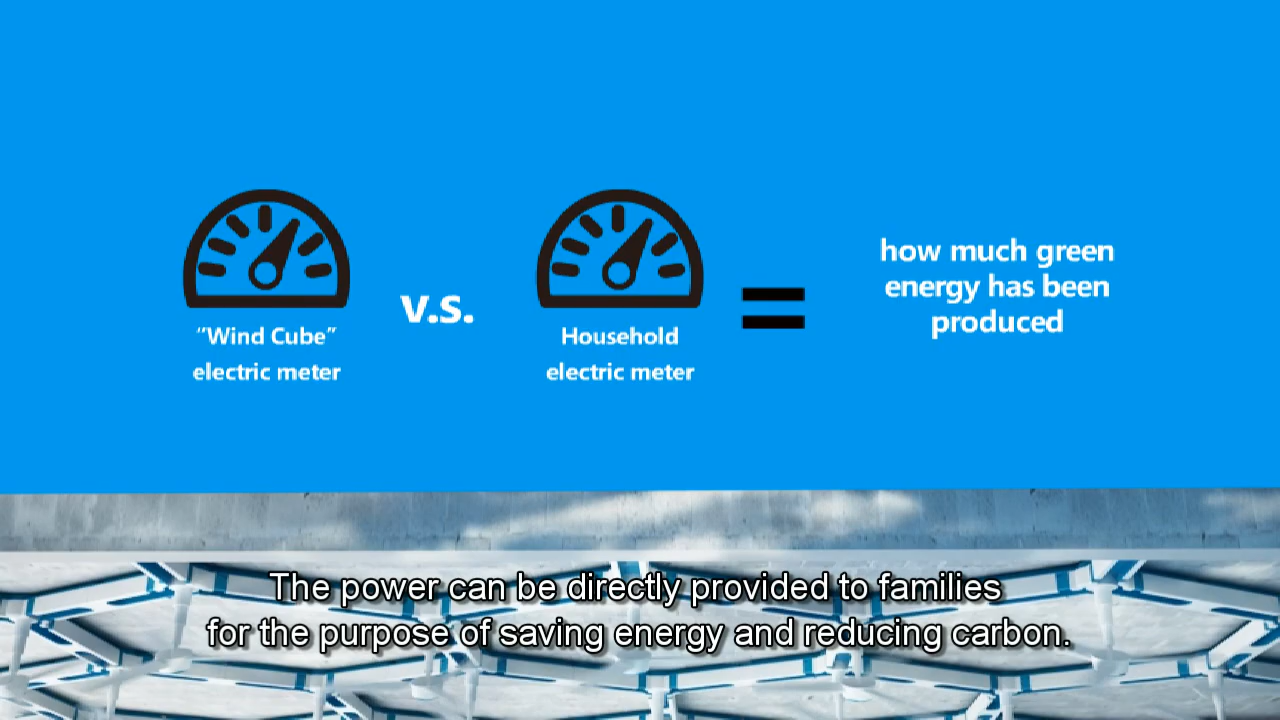 "Wind Cube"
electric meter
v.s.
Household
electric meter
=
how much green
energy has been
produced
The power can be directly provided to families
for the purpose of saving energy and reducing carbon.